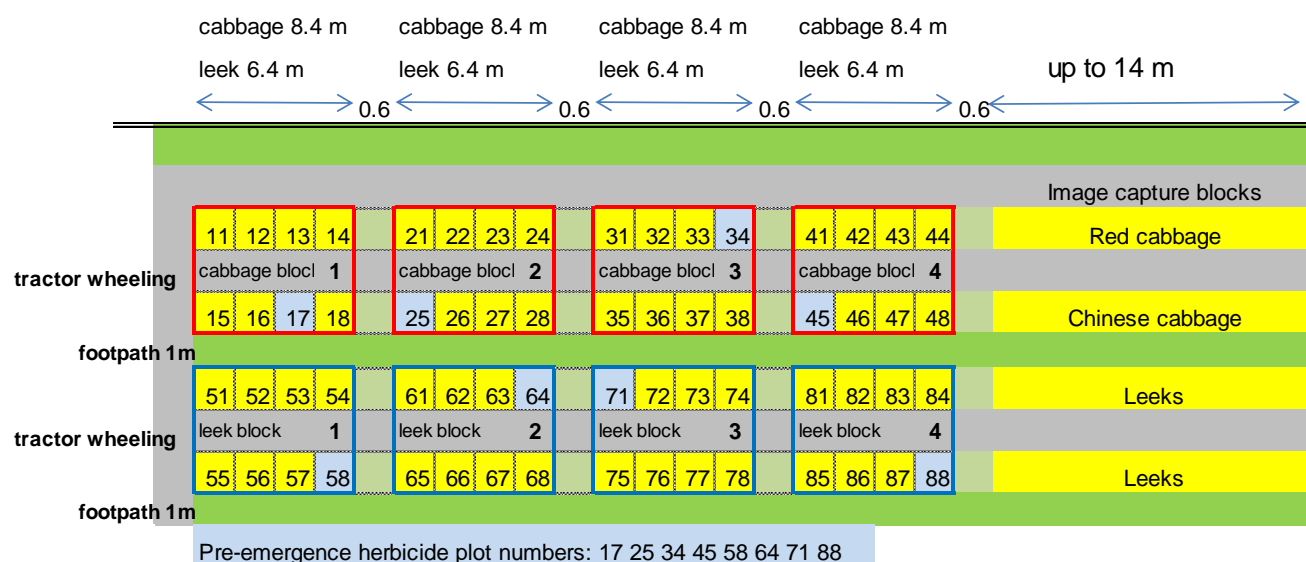 cabbage 8.4 m cabbage 8.4 m cabbage 8.4 m cabbage 8.4 m
leek 6.4 m leek 6.4 m leek 6.4 m leek 6.4 m up to 14 m
0.6 0.6 0.6 0.6
Image capture blocks
11 12 13 14 21 22 23 24 31 32 33 34 41 42 43 44 Red cabbage
tractor wheeling cabbage blocl 1 cabbage blocl 2 cabbage blocl 3 cabbage blocl 4
15 16 17 18 25 26 27 28 35 36 37 38 45 46 47 48 Chinese cabbage
footpath 1m
51 52 53 54 61 62 63 64 71 72 73 74 81 82 83 84 Leeks
tractor wheeling leek block 1 leek block 2 leek block 3 leek block 4
55 56 57 58 65 66 67 68 75 76 77 78 85 86 87 88 Leeks
footpath 1m
Pre-emergence herbicide plot numbers: 17 25 34 45 58 64 71 88